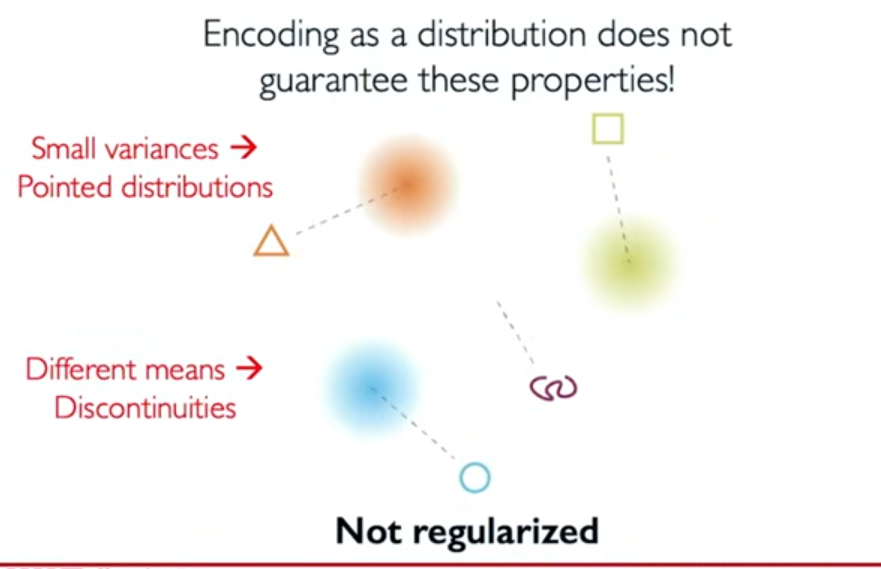 Encoding as a distribution does not
guarantee these properties!
Small variances →
Pointed distributions
Different means →
Discontinuities
Not regularized